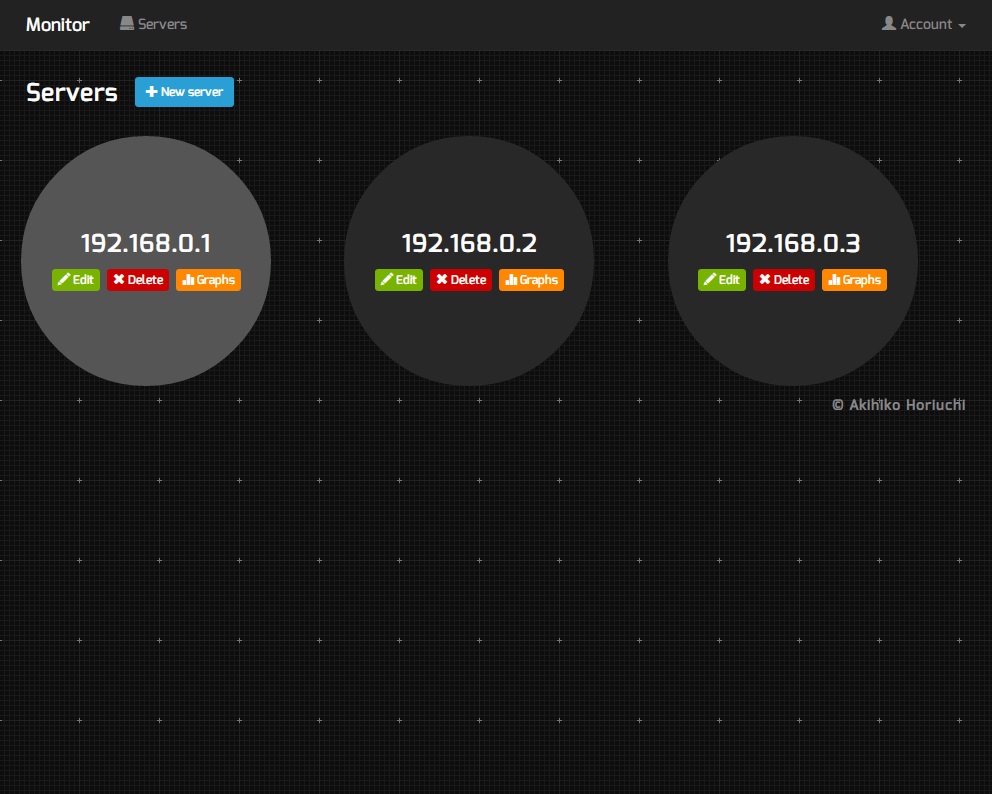 Monitor Servers Account
Servers New server
192.168.0.1 192.168.0.2 192.168.0.3
Edit Delete Graphs Edit Delete Graphs Edit Delete Graphs
© Akihiko Horiuchi